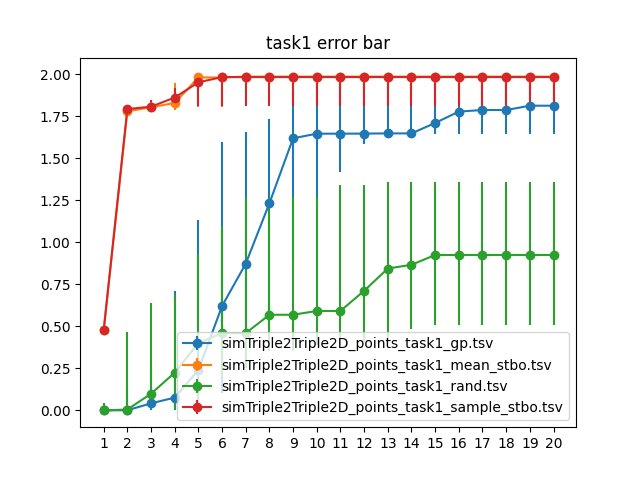 task1 error bar
2.00
1.75
1.50
1.25
1.00
0.75
0.50
0.25
0.00
simTriple2Triple2D_points_task1_gp.tsv
simTriple2Triple2D_points_task1_mean_stbo.tsv
simTriple2Triple2D_points_task1_rand.tsv
simTriple2Triple2D_points_task1_sample_stbo.tsv
1 2 3 4 5 6 7 8 9 10 11 12 13 14 15 16 17 18 19 20